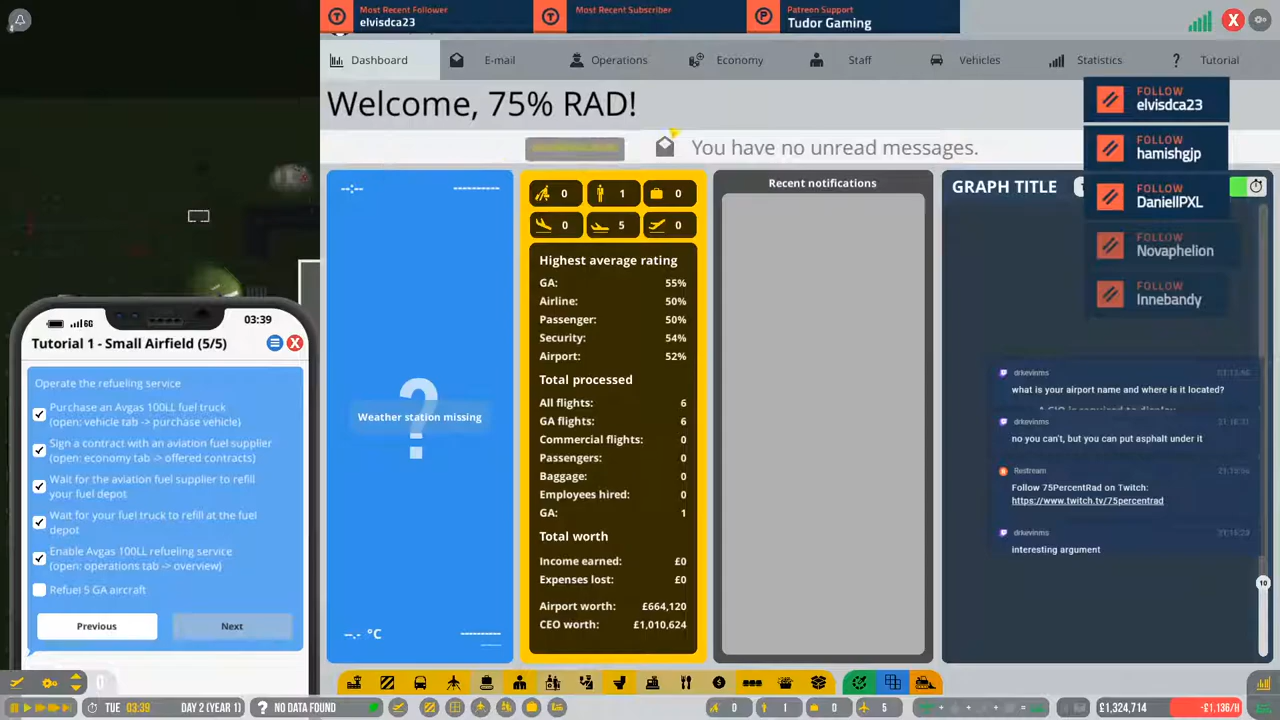 Most Recent Follower
elvisdca23
Most Recent Subscriber
Patreon Support
Tudor Gaming
Dashboard
E-mail
Operations
Economy
Staff
Vehicles
Statistics
Tutorial
Welcome, 75% RAD!
You have no unread messages.
FOLLOW
elvisdca23
FOLLOW
hamishgjp
FOLLOW
DaniellPXL
FOLLOW
Novaphelion
FOLLOW
Innebandy
--:--
Weather station missing
--.- °C
0
1
0
0
5
0
Highest average rating
GA: 55%
Airline: 50%
Passenger: 50%
Security: 54%
Airport: 52%
Total processed
All flights: 6
GA flights: 6
Commercial flights: 0
Passengers: 0
Baggage: 0
Employees hired: 0
GA: 1
Total worth
Income earned: £0
Expenses lost: £0
Airport worth: £664,120
CEO worth: £1,010,624
Recent notifications
GRAPH TITLE
drkevinms
what is your airport name and where is it located?
A CIO is required to display
drkevinms
no you can't, but you can put asphalt under it
Restream
Follow 75PercentRad on Twitch:
https://www.twitch.tv/75percentrad
drkevinms
interesting argument
10
6G
03:39
Tutorial 1 - Small Airfield (5/5)
Operate the refueling service
Purchase an Avgas 100LL fuel truck
(open: vehicle tab -> purchase vehicle)
Sign a contract with an aviation fuel supplier
(open: economy tab -> offered contracts)
Wait for the aviation fuel supplier to refill
your fuel depot
Wait for your fuel truck to refill at the fuel
depot
Enable Avgas 100LL refueling service
(open: operations tab -> overview)
Refuel 5 GA aircraft
Previous
Next
TUE 03:39
DAY 2 (YEAR 1)
? NO DATA FOUND
0
1
0
5
£1,324,714
-£1,136/H